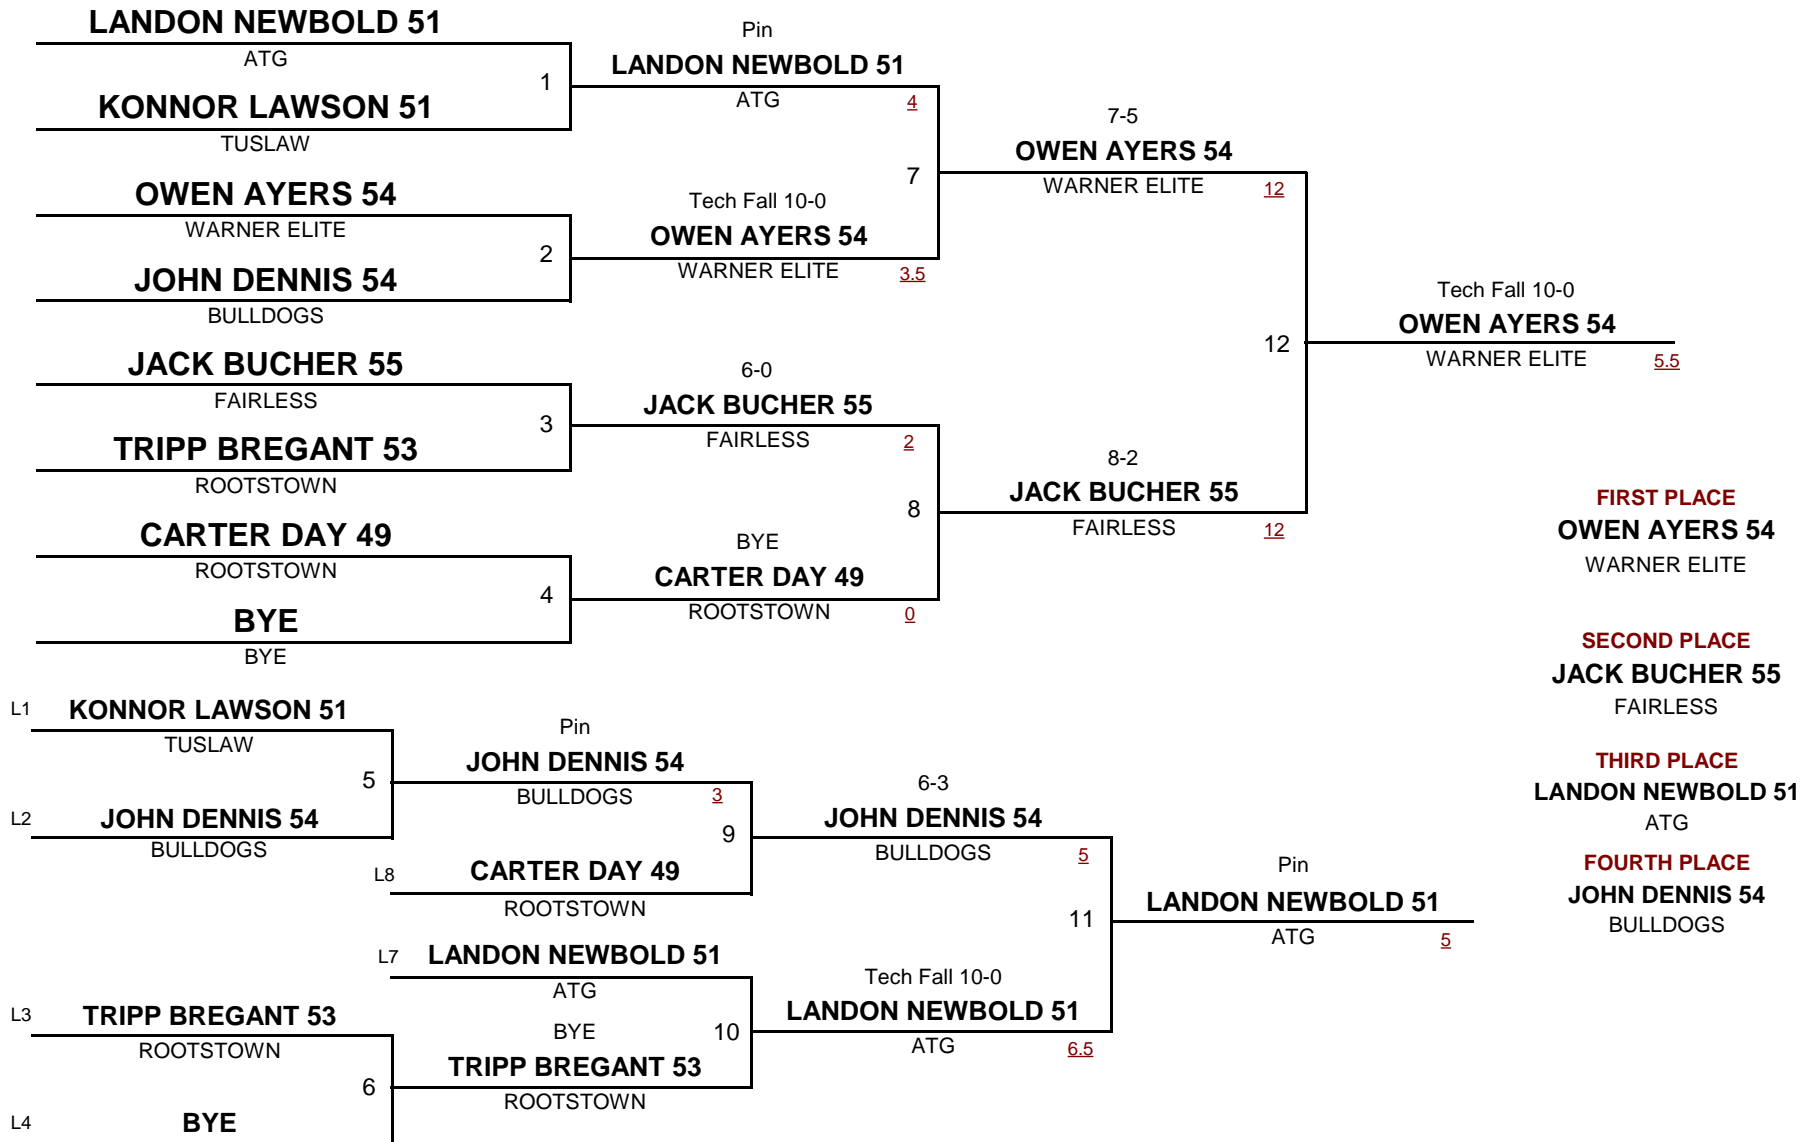 LANDON NEWBOLD 51
ATG
1
KONNOR LAWSON 51
TUSLAW
OWEN AYERS 54
WARNER ELITE
2
JOHN DENNIS 54
BULLDOGS
JACK BUCHER 55
FAIRLESS
3
TRIPP BREGANT 53
ROOTSTOWN
CARTER DAY 49
ROOTSTOWN
4
BYE
BYE
Pin
LANDON NEWBOLD 51
ATG
4
7
Tech Fall 10-0
OWEN AYERS 54
WARNER ELITE
3.5
6-0
JACK BUCHER 55
FAIRLESS
2
8
BYE
CARTER DAY 49
ROOTSTOWN
0
7-5
OWEN AYERS 54
WARNER ELITE
12
12
8-2
JACK BUCHER 55
FAIRLESS
12
Tech Fall 10-0
OWEN AYERS 54
WARNER ELITE
5.5
FIRST PLACE
OWEN AYERS 54
WARNER ELITE
SECOND PLACE
JACK BUCHER 55
FAIRLESS
THIRD PLACE
LANDON NEWBOLD 51
ATG
FOURTH PLACE
JOHN DENNIS 54
BULLDOGS
L1
KONNOR LAWSON 51
TUSLAW
5
L2
JOHN DENNIS 54
BULLDOGS
L3
TRIPP BREGANT 53
ROOTSTOWN
6
L4
BYE
Pin
JOHN DENNIS 54
BULLDOGS
3
9
L8
CARTER DAY 49
ROOTSTOWN
L7
LANDON NEWBOLD 51
ATG
10
BYE
TRIPP BREGANT 53
ROOTSTOWN
6-3
JOHN DENNIS 54
BULLDOGS
5
11
Tech Fall 10-0
LANDON NEWBOLD 51
ATG
6.5
Pin
LANDON NEWBOLD 51
ATG
5